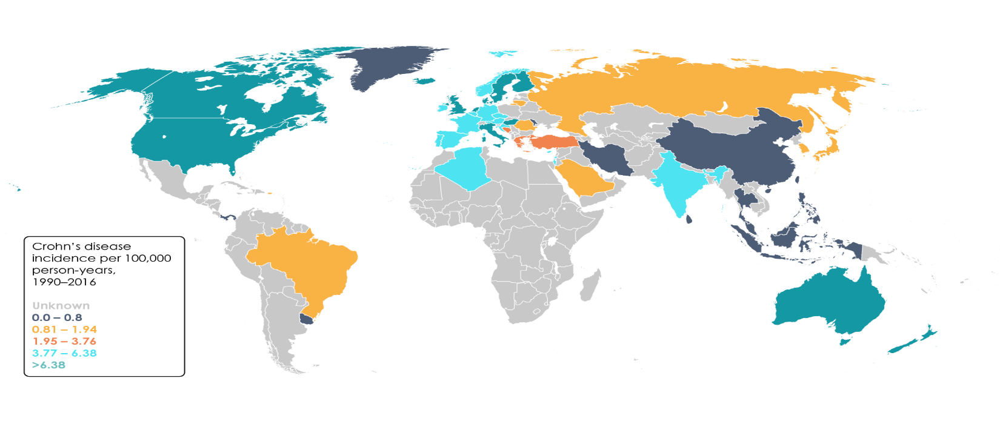 Crohn’s disease
incidence per 100,000
person-years,
1990–2016
Unknown
0.0 – 0.8
0.81 – 1.94
1.95 – 3.76
3.77 – 6.38
>6.38